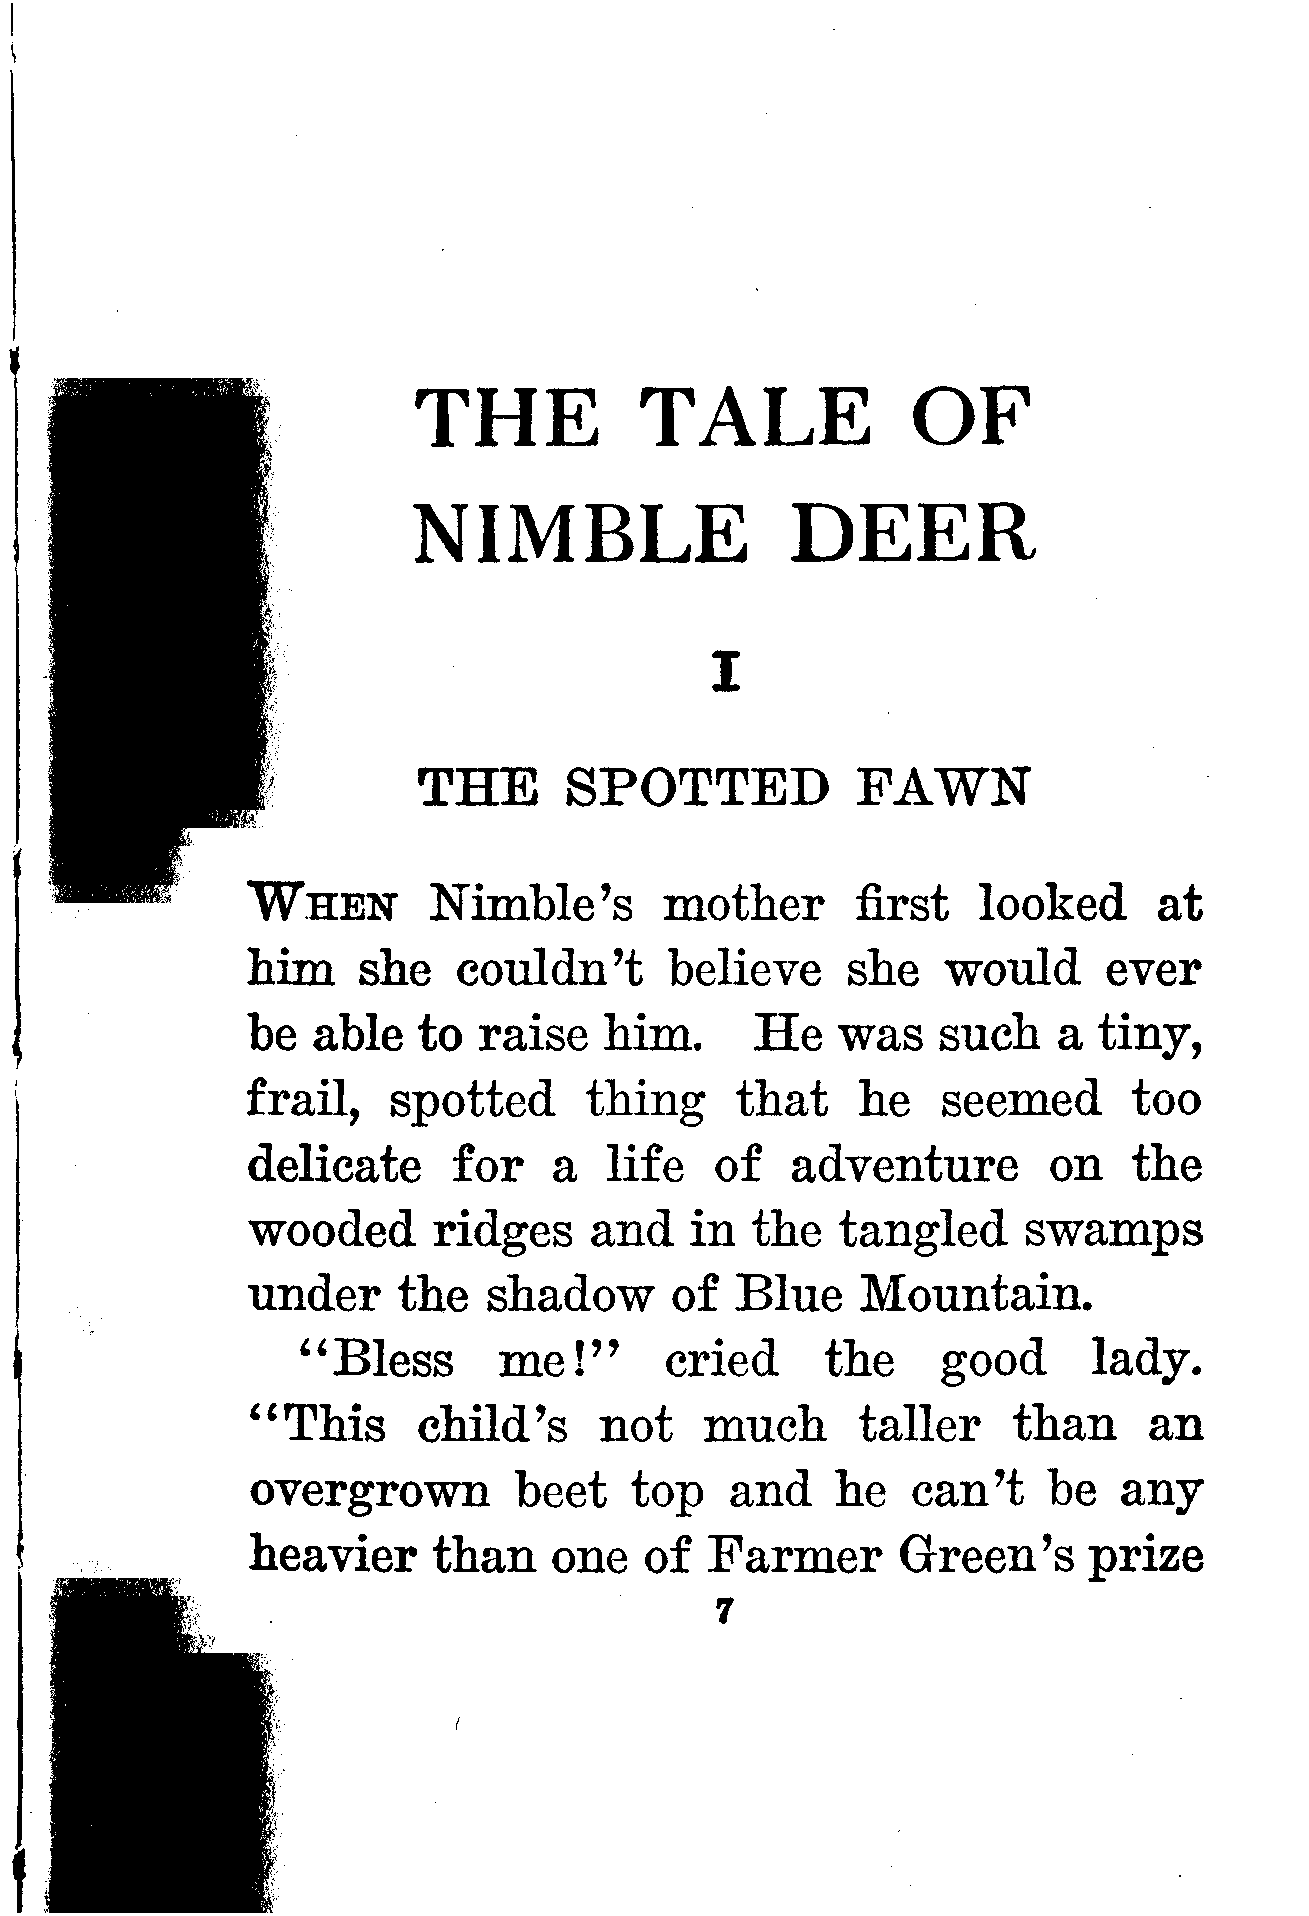 THE TALE OF
NIMBLE DEER
I
THE SPOTTED FAWN
WHEN Nimble's mother first looked at
him she couldn't believe she would ever
be able to raise him. He was such a tiny,
frail, spotted thing that he seemed too
delicate for a life of adventure on the
wooded ridges and in the tangled swamps
under the shadow of Blue Mountain.
"Bless me!" cried the good lady.
"This child's not much taller than an
overgrown beet top and he can't be any
heavier than one of Farmer Green's prize
7